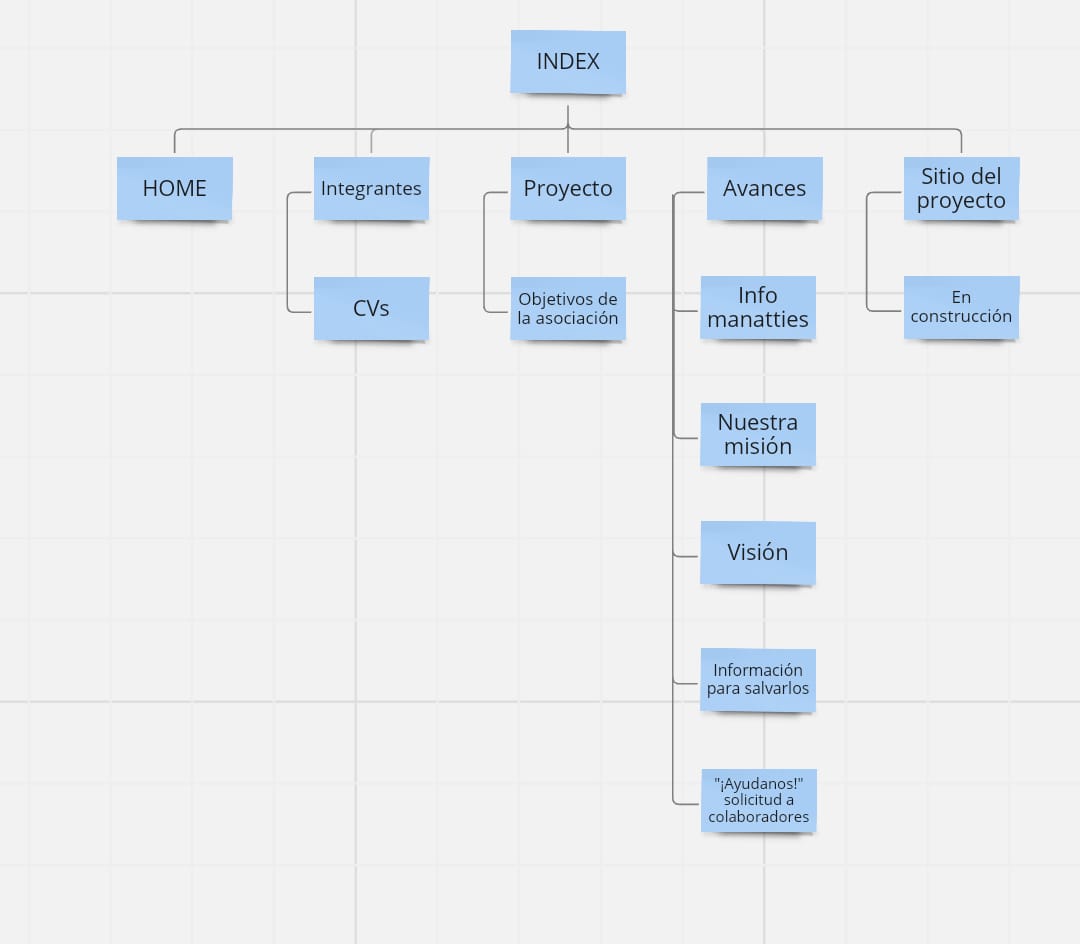 INDEX
HOME
Integrantes
Proyecto
Avances
Sitio del
proyecto
CVs
Objetivos de
la asociación
Info
manatties
En
construcción
Nuestra
misión
Visión
Información
para salvarlos
"¡Ayudanos!"
solicitud a
colaboradores